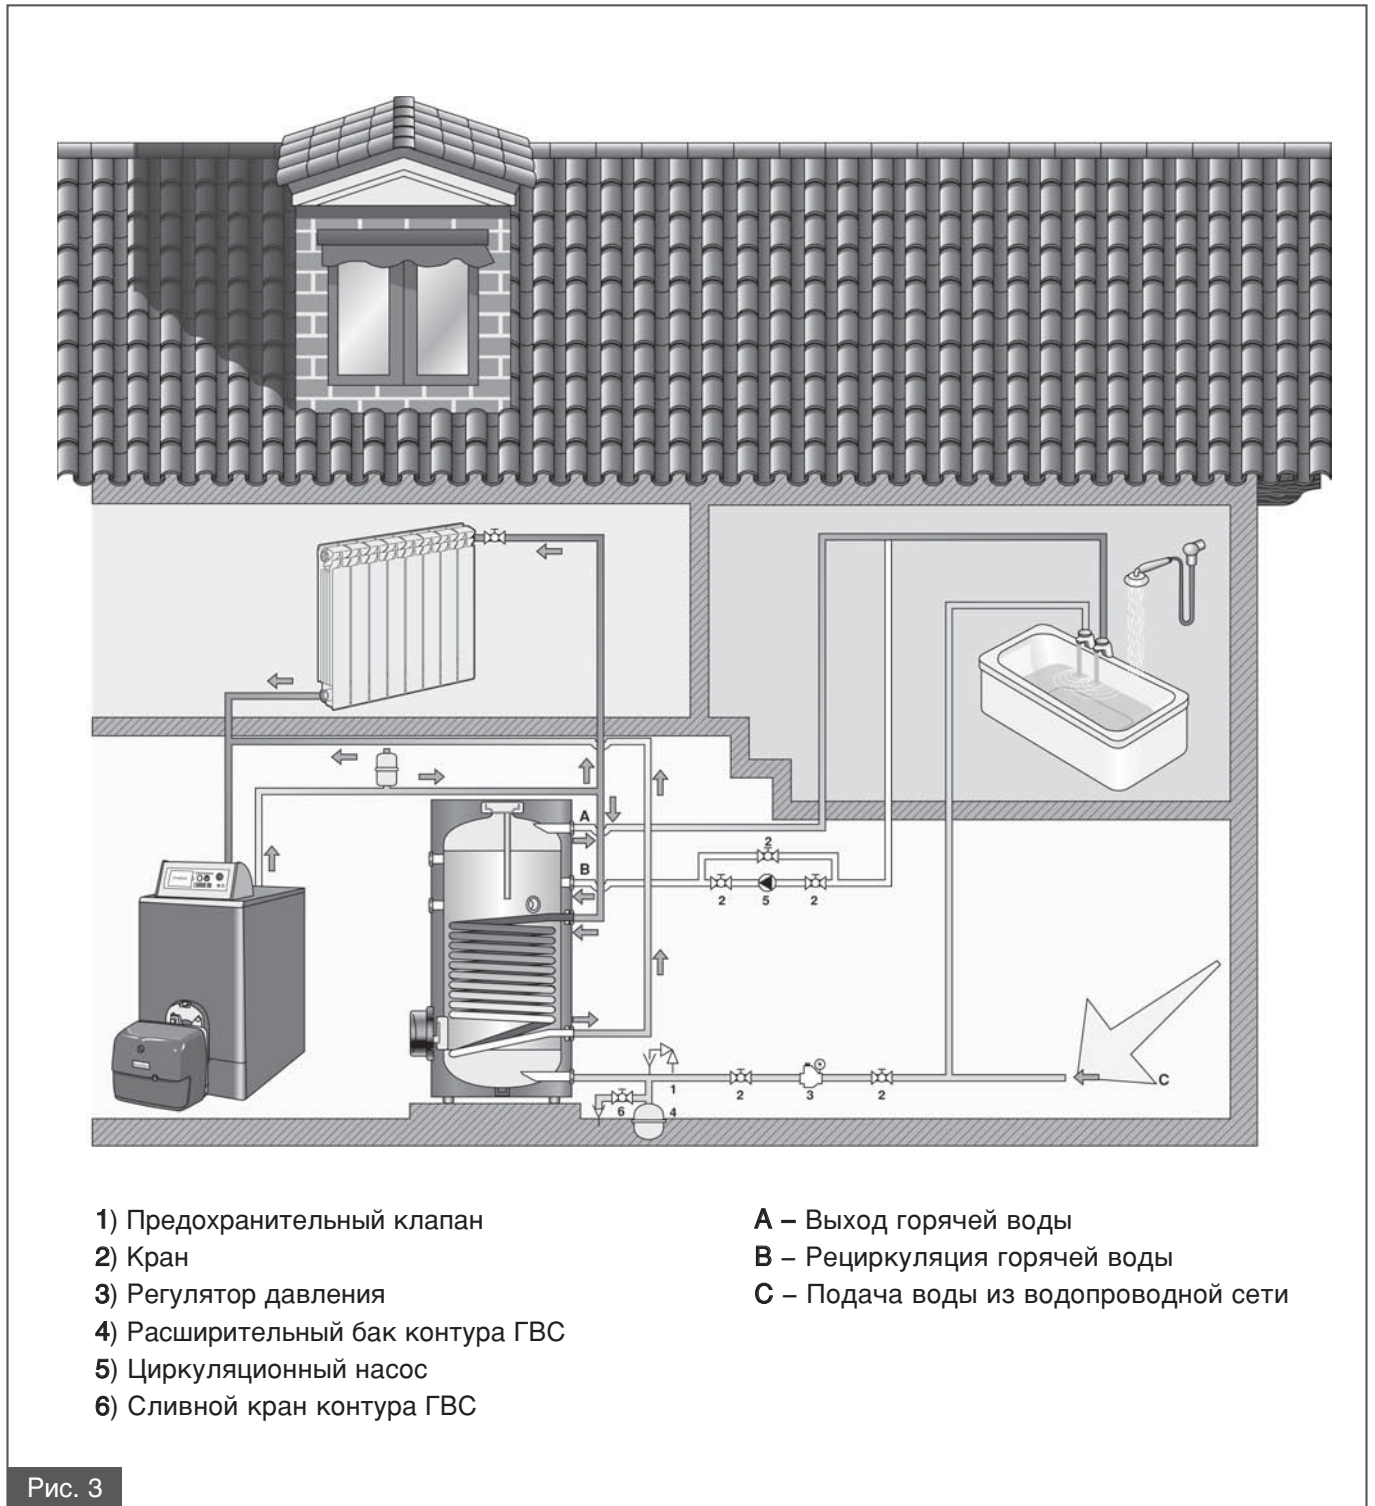 A
B
2
2
5
2
1
2
3
2
C
6
4
1) Предохранительный клапан
2) Кран
3) Регулятор давления
4) Расширительный бак контура ГВС
5) Циркуляционный насос
6) Сливной кран контура ГВС
A – Выход горячей воды
B – Рециркуляция горячей воды
C – Подача воды из водопроводной сети
Рис. 3